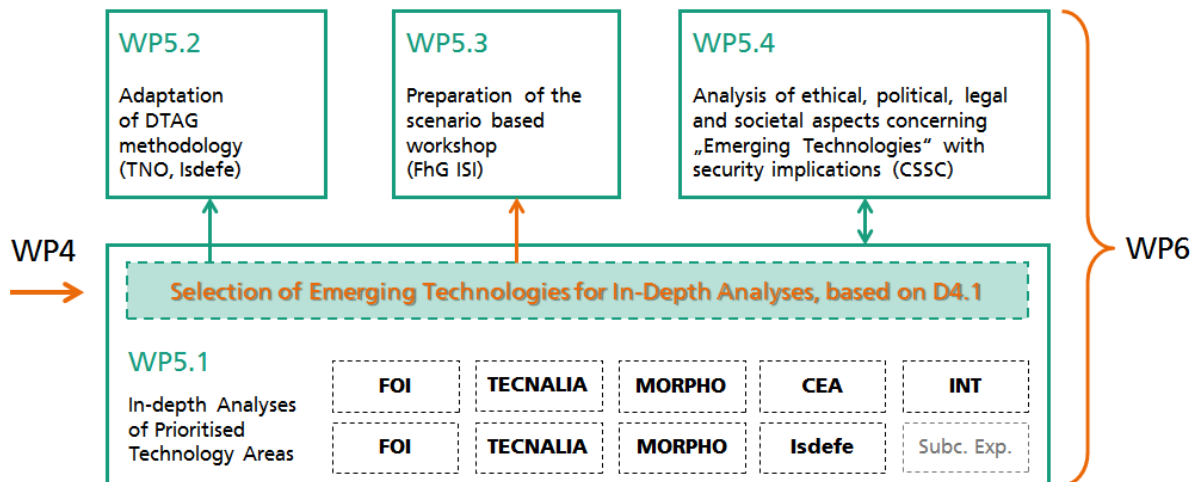 WP5.2
Adaptation
of DTAG
methodology
(TNO, Isdefe)
WP5.3
Preparation of the
scenario based
workshop
(FhG ISI)
WP5.4
Analysis of ethical, political, legal
and societal aspects concerning
„Emerging Technologies“ with
security implications (CSSC)
WP4
WP6
Selection of Emerging Technologies for In-Depth Analyses, based on D4.1
WP5.1
In-depth Analyses
of Prioritised
Technology Areas
FOI TECNALIA MORPHO CEA INT
FOI TECNALIA MORPHO Isdefe Subc. Exp.